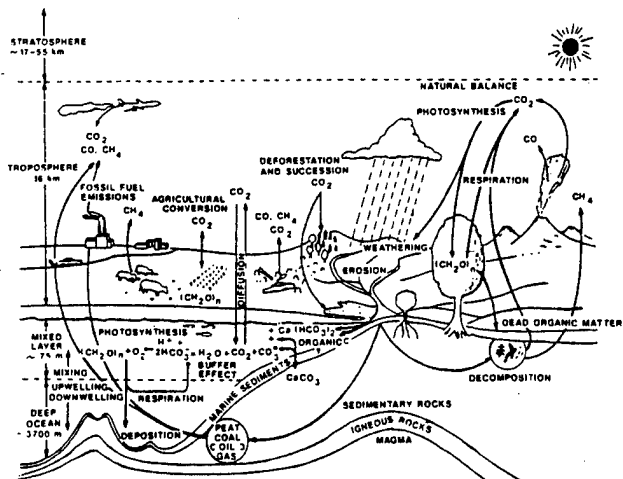 STRATOSPHERE
~ 17-55 km
NATURAL BALANCE
PHOTOSYNTHESIS
CO2
CO2
CO, CH4
CO
TROPOSPHERE
16 km
DEFORESTATION
AND SUCCESSION
CO2
RESPIRATION
CH4
FOSSIL FUEL
EMISSIONS
AGRICULTURAL
CONVERSION
CO2
CO2
CH4
CO, CH4
CO2
WEATHERING
EROSION
(CH2O)n
(CH2O)n
DIFFUSION
DEAD ORGANIC MATTER
MIXED
LAYER
~ 75 m
PHOTOSYNTHESIS
H+
(CH2O)n+O2
2HCO3 = H2O+CO2+CO3
Ca(HCO3)2
ORGANIC C
BUFFER
EFFECT
CaCO3
MIXING
RESPIRATION
DECOMPOSITION
UPWELLING
DOWNWELLING
MARINE SEDIMENTS
DEEP
OCEAN
~3700 m
DEPOSITION
PEAT
COAL
OIL
GAS
SEDIMENTARY ROCKS
IGNEOUS ROCKS
MAGMA